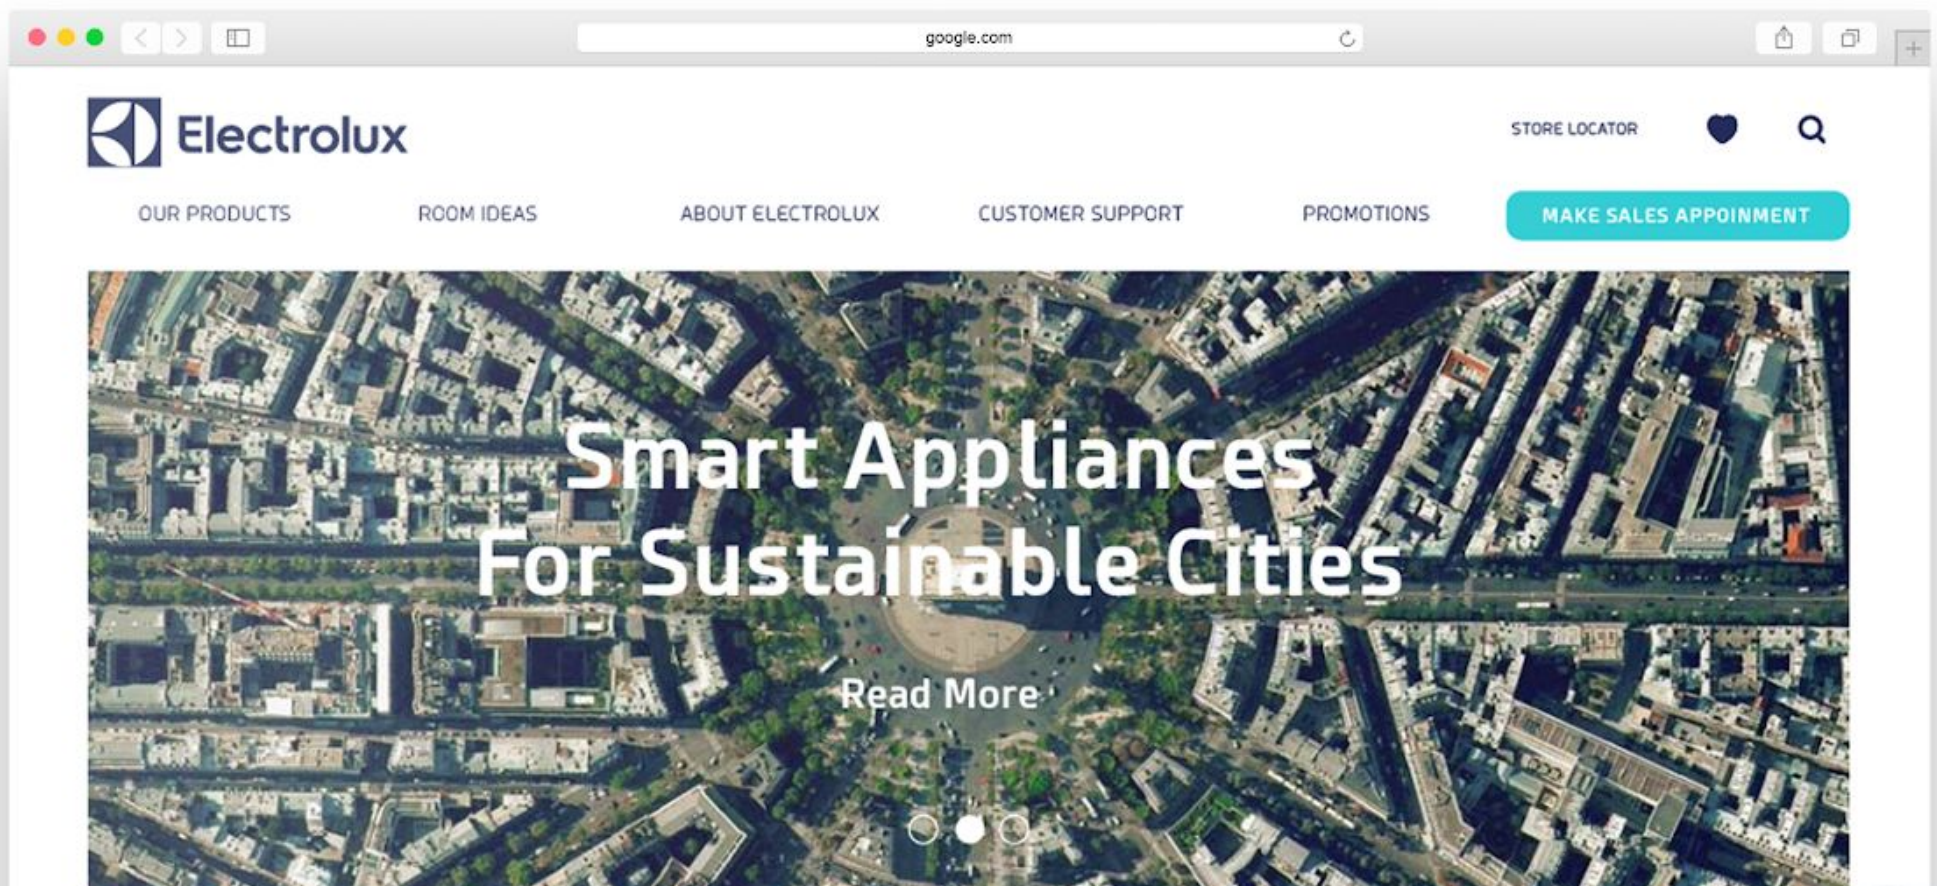 google.com
Electrolux
STORE LOCATOR
OUR PRODUCTS
ROOM IDEAS
ABOUT ELECTROLUX
CUSTOMER SUPPORT
PROMOTIONS
MAKE SALES APPOINMENT
Smart Appliances
For Sustainable Cities
Read More